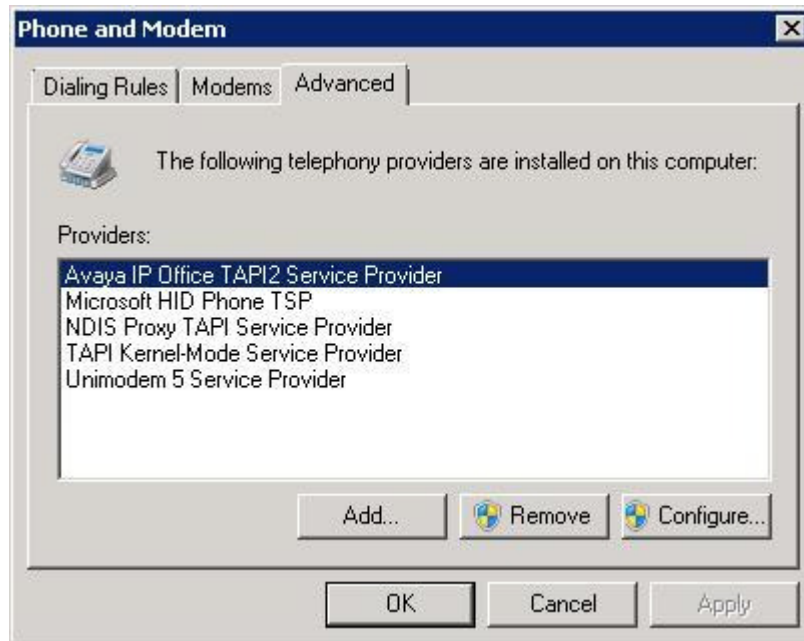 Phone and Modem
Dialing Rules Modems Advanced
The following telephony providers are installed on this computer:
Providers:
Avaya IP Office TAPI2 Service Provider
Microsoft HID Phone TSP
NDIS Proxy TAPI Service Provider
TAPI Kernel-Mode Service Provider
Unimodem 5 Service Provider
Add... Remove Configure...
OK Cancel Apply